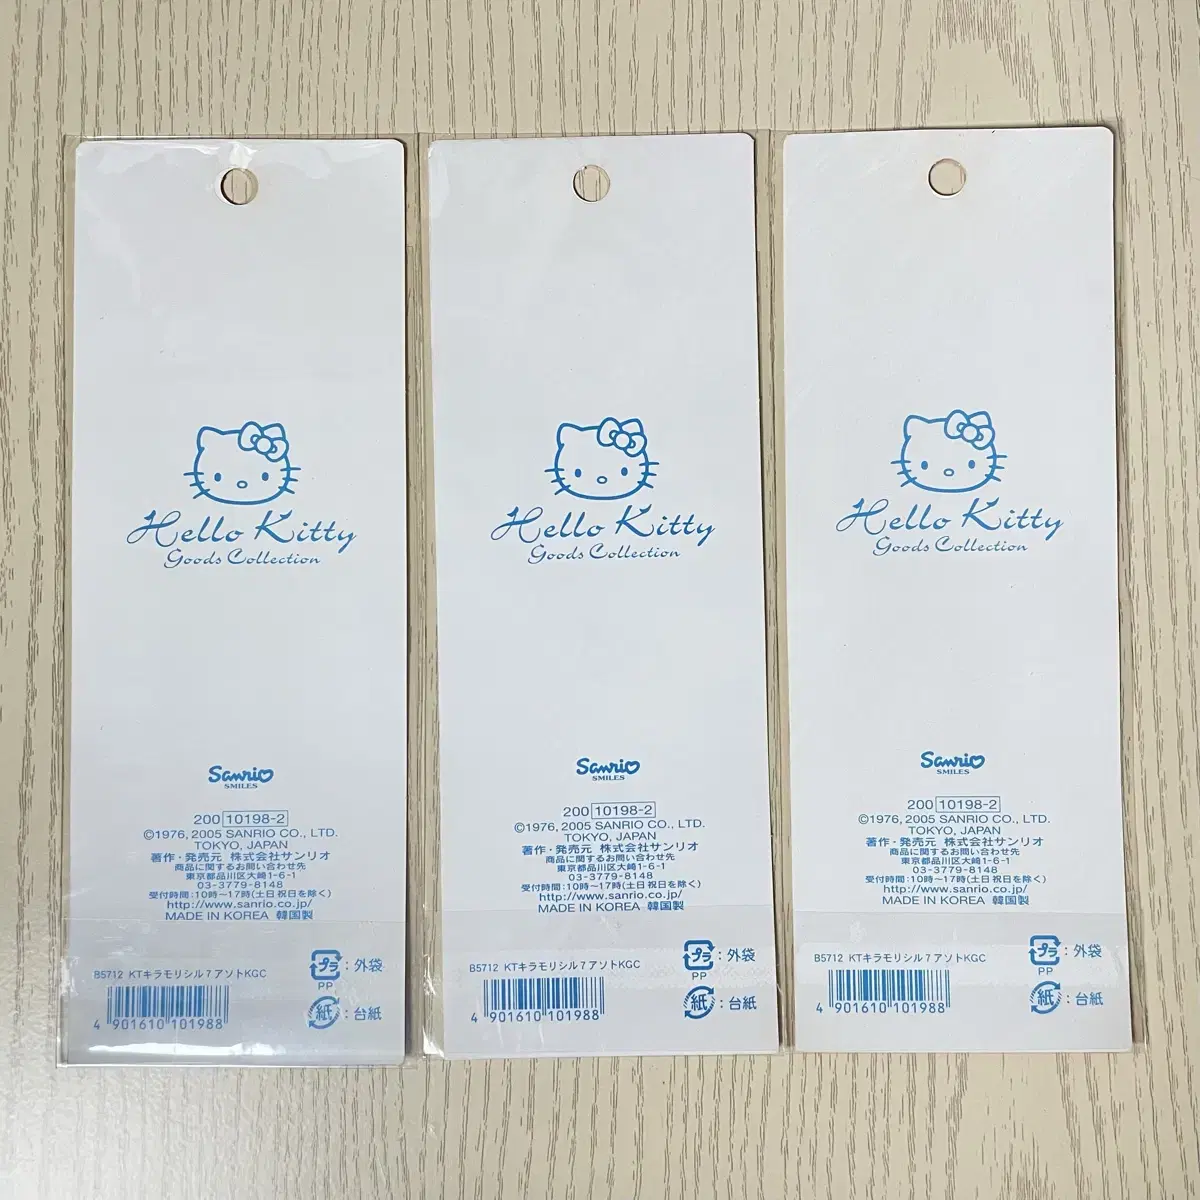 Hello Kitty
Goods Collection
Sanrio
SMILES
200 10198-2
©1976, 2005 SANRIO CO., LTD.
TOKYO, JAPAN
著作・発売元 株式会社サンリオ
商品に関するお問い合わせ先
東京都品川区大崎1-6-1
03-3779-8148
受付時間:10時～17時(土日祝日を除く)
http://www.sanrio.co.jp/
MADE IN KOREA 韓国製
B5712 KTキラモリシル7アソトKGC
プラ:外袋
PP
紙:台紙
4 901610 101988
Hello Kitty
Goods Collection
Sanrio
SMILES
200 10198-2
©1976, 2005 SANRIO CO., LTD.
TOKYO, JAPAN
著作・発売元 株式会社サンリオ
商品に関するお問い合わせ先
東京都品川区大崎1-6-1
03-3779-8148
受付時間:10時～17時(土日祝日を除く)
http://www.sanrio.co.jp/
MADE IN KOREA 韓国製
B5712 KTキラモリシル7アソトKGC
プラ:外袋
PP
紙:台紙
4 901610 101988
Hello Kitty
Goods Collection
Sanrio
SMILES
200 10198-2
©1976, 2005 SANRIO CO., LTD.
TOKYO, JAPAN
著作・発売元 株式会社サンリオ
商品に関するお問い合わせ先
東京都品川区大崎1-6-1
03-3779-8148
受付時間:10時～17時(土日祝日を除く)
http://www.sanrio.co.jp/
MADE IN KOREA 韓国製
B5712 KTキラモリシル7アソトKGC
プラ:外袋
PP
紙:台紙
4 901610 101988